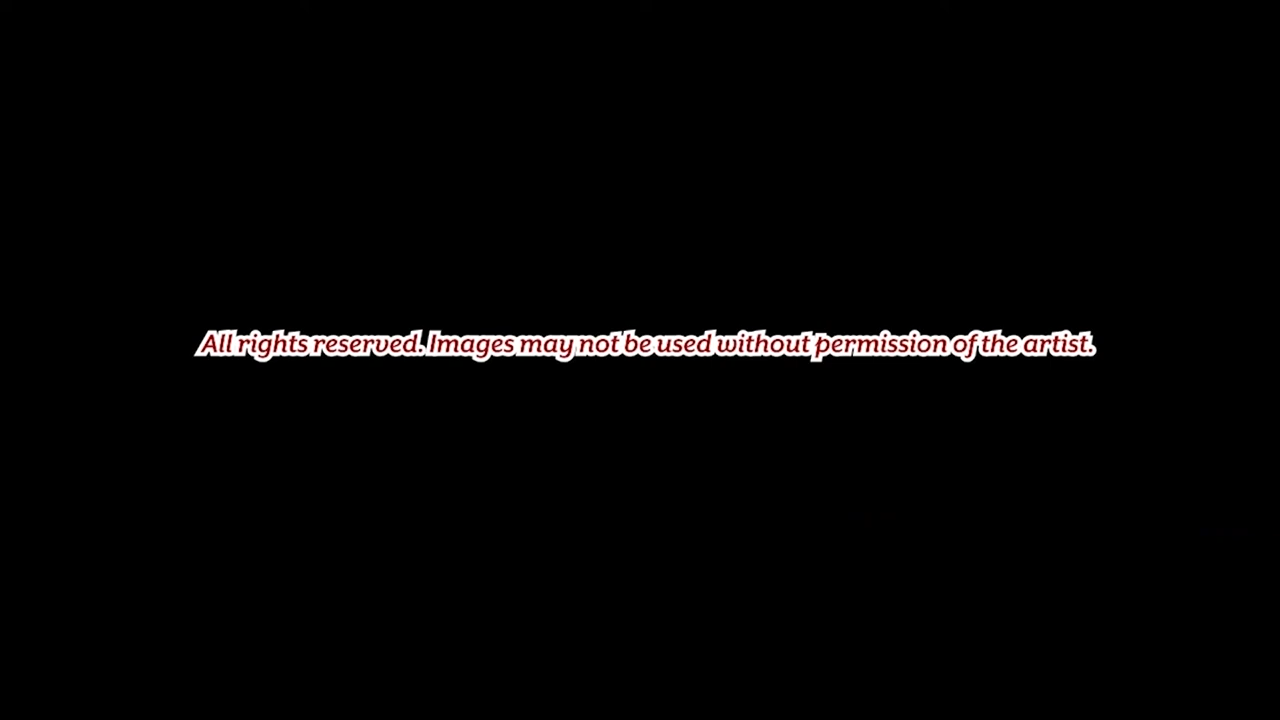 All rights reserved. Images may not be used without permission of the artist.